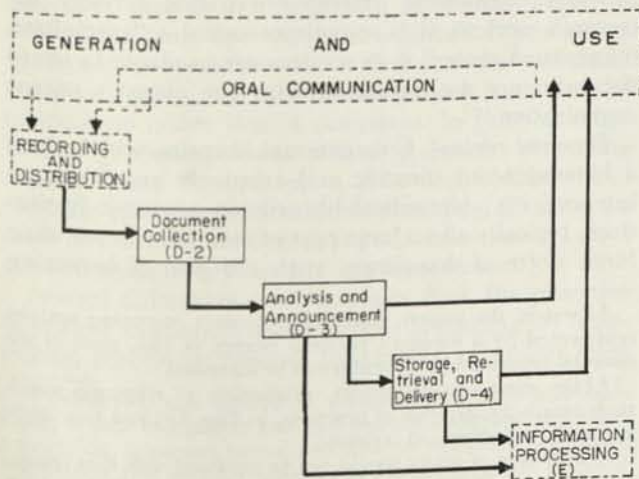 GENERATION AND USE
ORAL COMMUNICATION
RECORDING
AND
DISTRIBUTION
Document
Collection
(D-2)
Analysis and
Announcement
(D-3)
Storage, Re-
trieval and
Delivery (D-4)
INFORMATION
PROCESSING
(E)